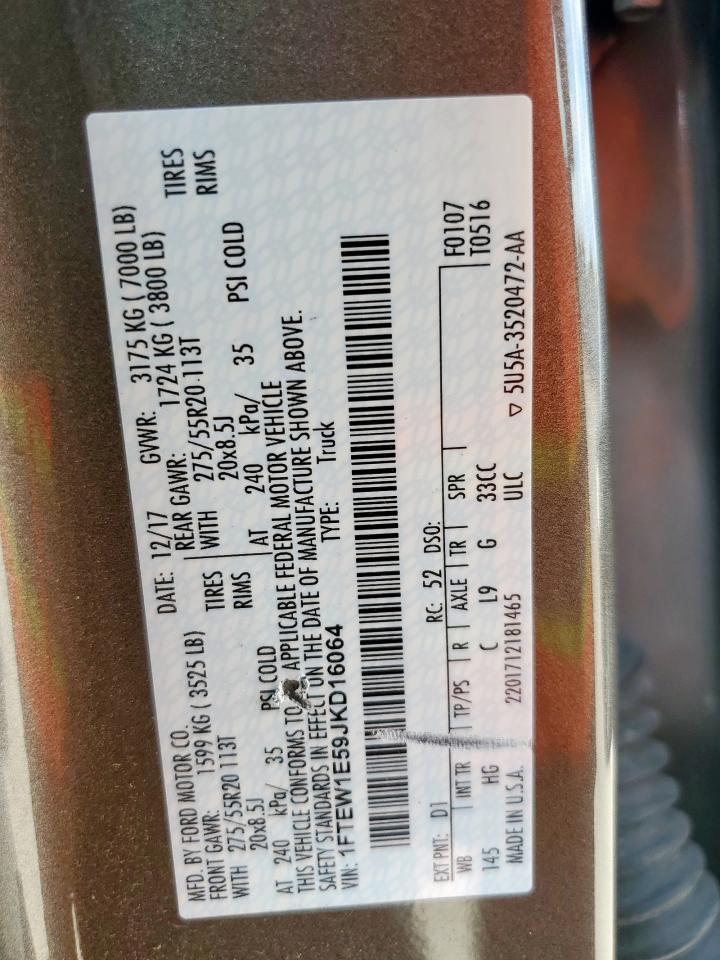 MFD. BY FORD MOTOR CO. DATE: 12/17 GVWR: 3175 KG ( 7000 LB)
FRONT GAWR: 1599 KG ( 3525 LB) REAR GAWR: 1724 KG ( 3800 LB)
WITH 275/55R20 113T TIRES WITH 275/55R20 113T TIRES
20x8.5J RIMS 20x8.5J RIMS
AT 240 kPa/ 35 PSI COLD AT 240 kPa/ 35 PSI COLD
THIS VEHICLE CONFORMS TO APPLICABLE FEDERAL MOTOR VEHICLE
SAFETY STANDARDS IN EFFECT ON THE DATE OF MANUFACTURE SHOWN ABOVE.
VIN: 1FTEW1E59JKD16064 TYPE: Truck
EXT PNT: D1 RC: 52 DSO: F0107
WB INT TR TP/PS R AXLE TR SPR T0516
145 HG C L9 G 33CC
MADE IN U.S.A. 2201712181465 ULC ▽ 5U5A-3520472-AA